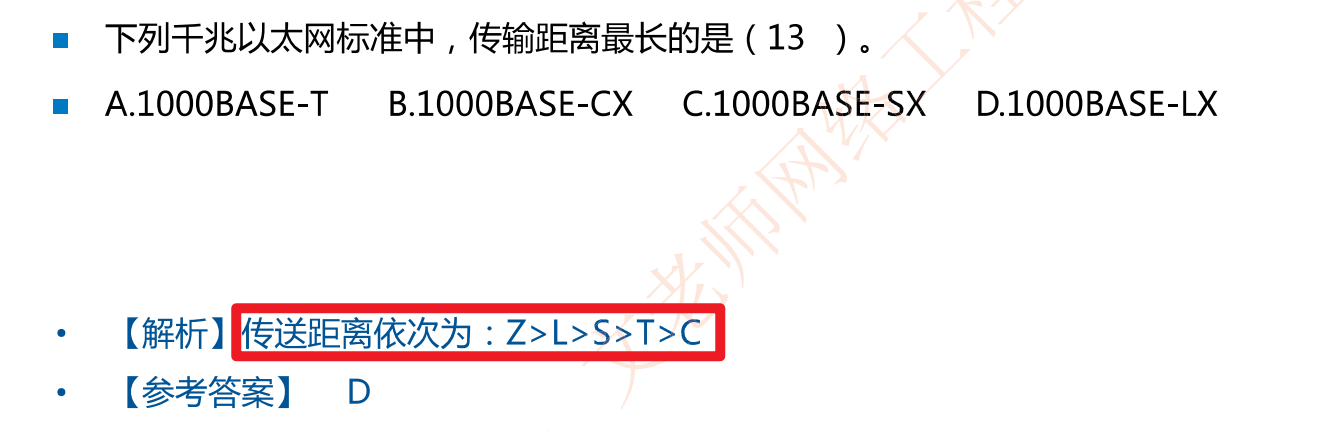 下列千兆以太网标准中，传输距离最长的是（13 ）。
A.1000BASE-T B.1000BASE-CX C.1000BASE-SX D.1000BASE-LX
【解析】传送距离依次为：Z>L>S>T>C
【参考答案】 D
文老师网络工程